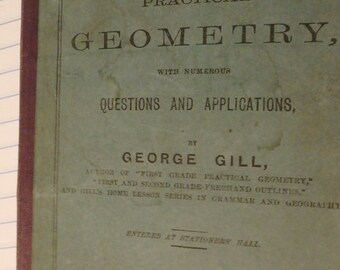 PRACTICAL
GEOMETRY,
WITH NUMEROUS
QUESTIONS AND APPLICATIONS,
BY
GEORGE GILL,
AUTHOR OF "FIRST GRADE PRACTICAL GEOMETRY,"
"FIRST AND SECOND GRADE FREEHAND OUTLINES,"
AND GILL'S HOME LESSON SERIES IN GRAMMAR AND GEOGRAPHY
ENTERED AT STATIONERS' HALL.